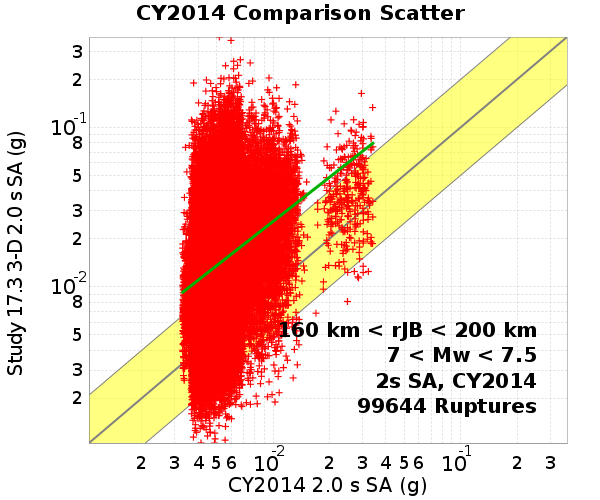 CY2014 Comparison Scatter
Study 17.3 3-D 2.0 s SA (g)
3
2
10-1
8
5
3
2
10-2
8
5
3
2
160 km < rJB < 200 km
7 < Mw < 7.5
2s SA, CY2014
99644 Ruptures
2 3 4 5 6 10-2 2 3 4 5 6 10-1 2 3
CY2014 2.0 s SA (g)